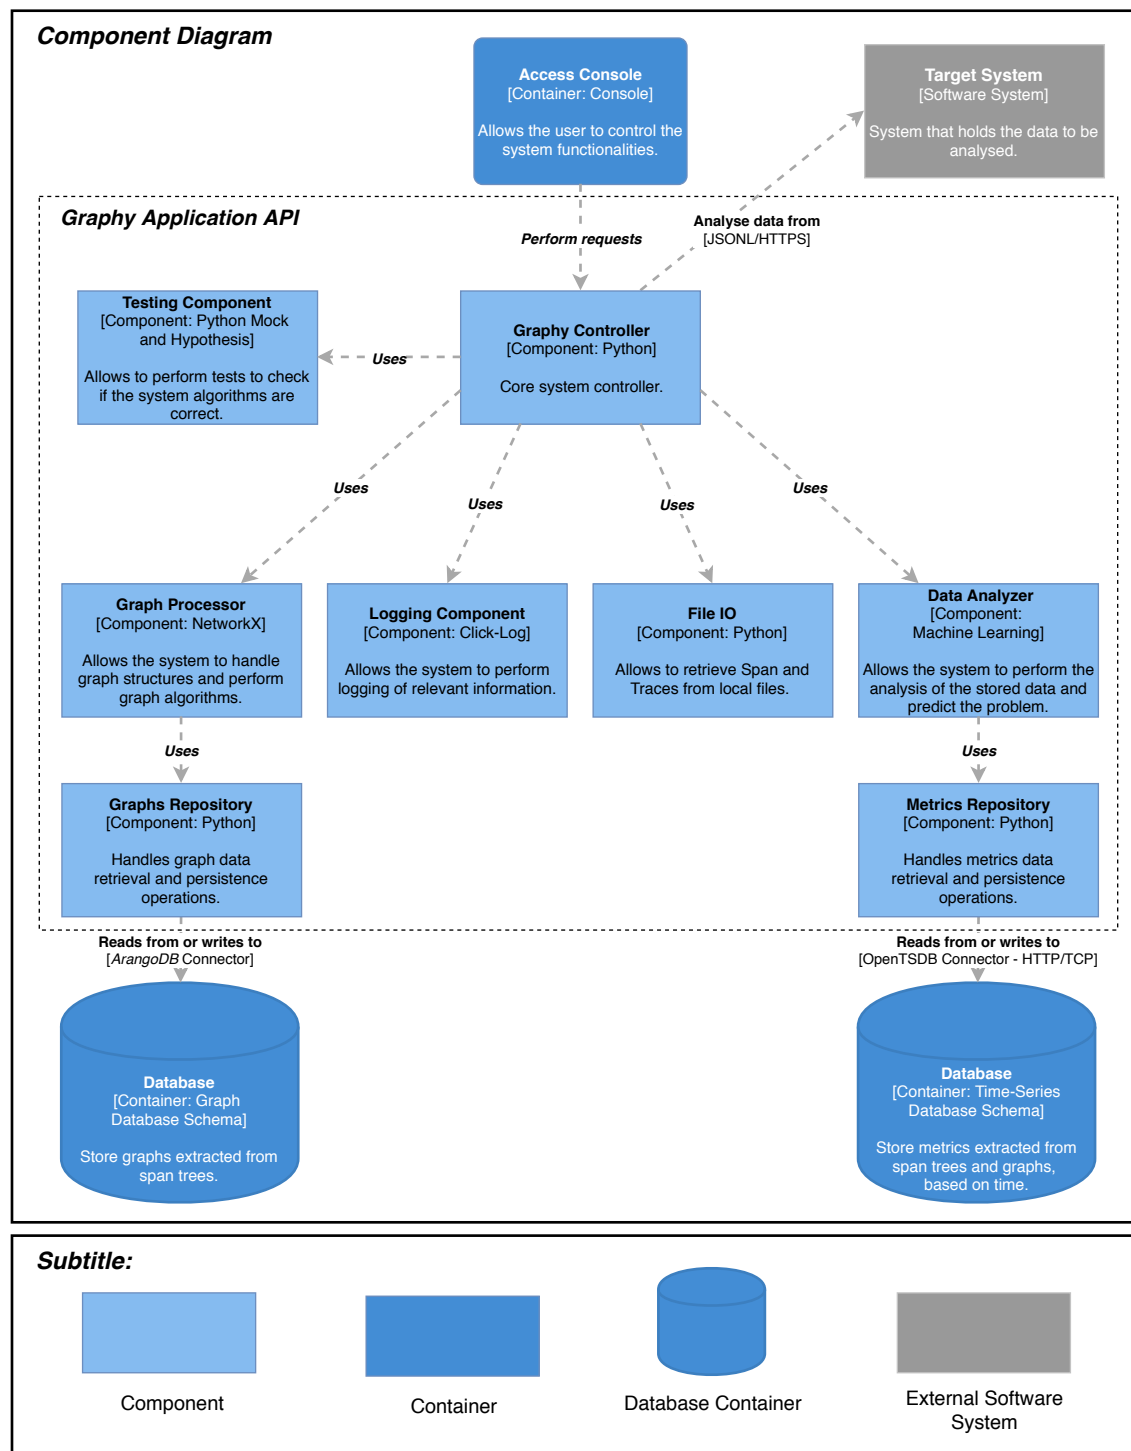 Component Diagram
Access Console
[Container: Console]
Allows the user to control the
system functionalities.
Target System
[Software System]
System that holds the data to be
analysed.
Graphy Application API
Perform requests
Analyse data from
[JSONL/HTTPS]
Testing Component
[Component: Python Mock
and Hypothesis]
Allows to perform tests to check
if the system algorithms are
correct.
Uses
Graphy Controller
[Component: Python]
Core system controller.
Uses
Uses
Uses
Uses
Graph Processor
[Component: NetworkX]
Allows the system to handle
graph structures and perform
graph algorithms.
Logging Component
[Component: Click-Log]
Allows the system to perform
logging of relevant information.
File IO
[Component: Python]
Allows to retrieve Span and
Traces from local files.
Data Analyzer
[Component:
Machine Learning]
Allows the system to perform the
analysis of the stored data and
predict the problem.
Uses
Uses
Graphs Repository
[Component: Python]
Handles graph data
retrieval and persistence
operations.
Metrics Repository
[Component: Python]
Handles metrics data
retrieval and persistence
operations.
Reads from or writes to
[ArangoDB Connector]
Reads from or writes to
[OpenTSDB Connector - HTTP/TCP]
Database
[Container: Graph
Database Schema]
Store graphs extracted from
span trees.
Database
[Container: Time-Series
Database Schema]
Store metrics extracted from
span trees and graphs,
based on time.
Subtitle:
Component
Container
Database Container
External Software
System